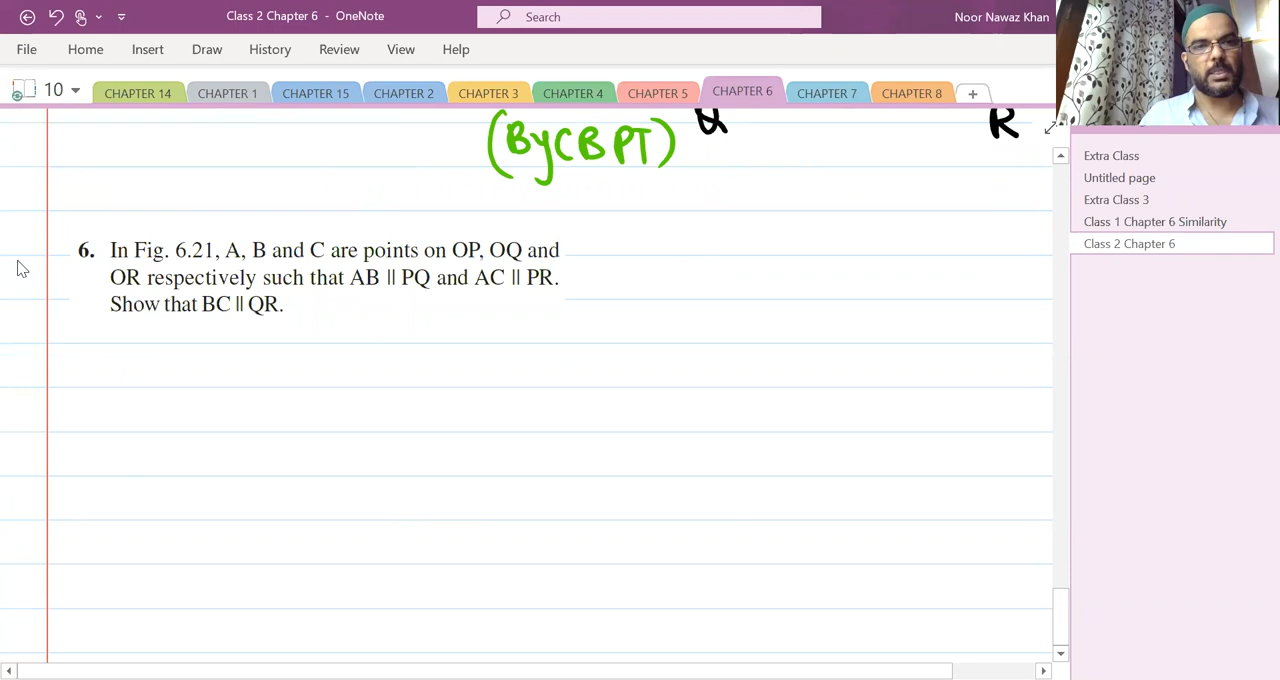 Class 2 Chapter 6 - OneNote
Search
Noor Nawaz Khan
File Home Insert Draw History Review View Help
10
CHAPTER 14 CHAPTER 1 CHAPTER 15 CHAPTER 2 CHAPTER 3 CHAPTER 4 CHAPTER 5 CHAPTER 6 CHAPTER 7 CHAPTER 8 +
(By CBPT)
R
6. In Fig. 6.21, A, B and C are points on OP, OQ and
OR respectively such that AB || PQ and AC || PR.
Show that BC || QR.
Extra Class
Untitled page
Extra Class 3
Class 1 Chapter 6 Similarity
Class 2 Chapter 6